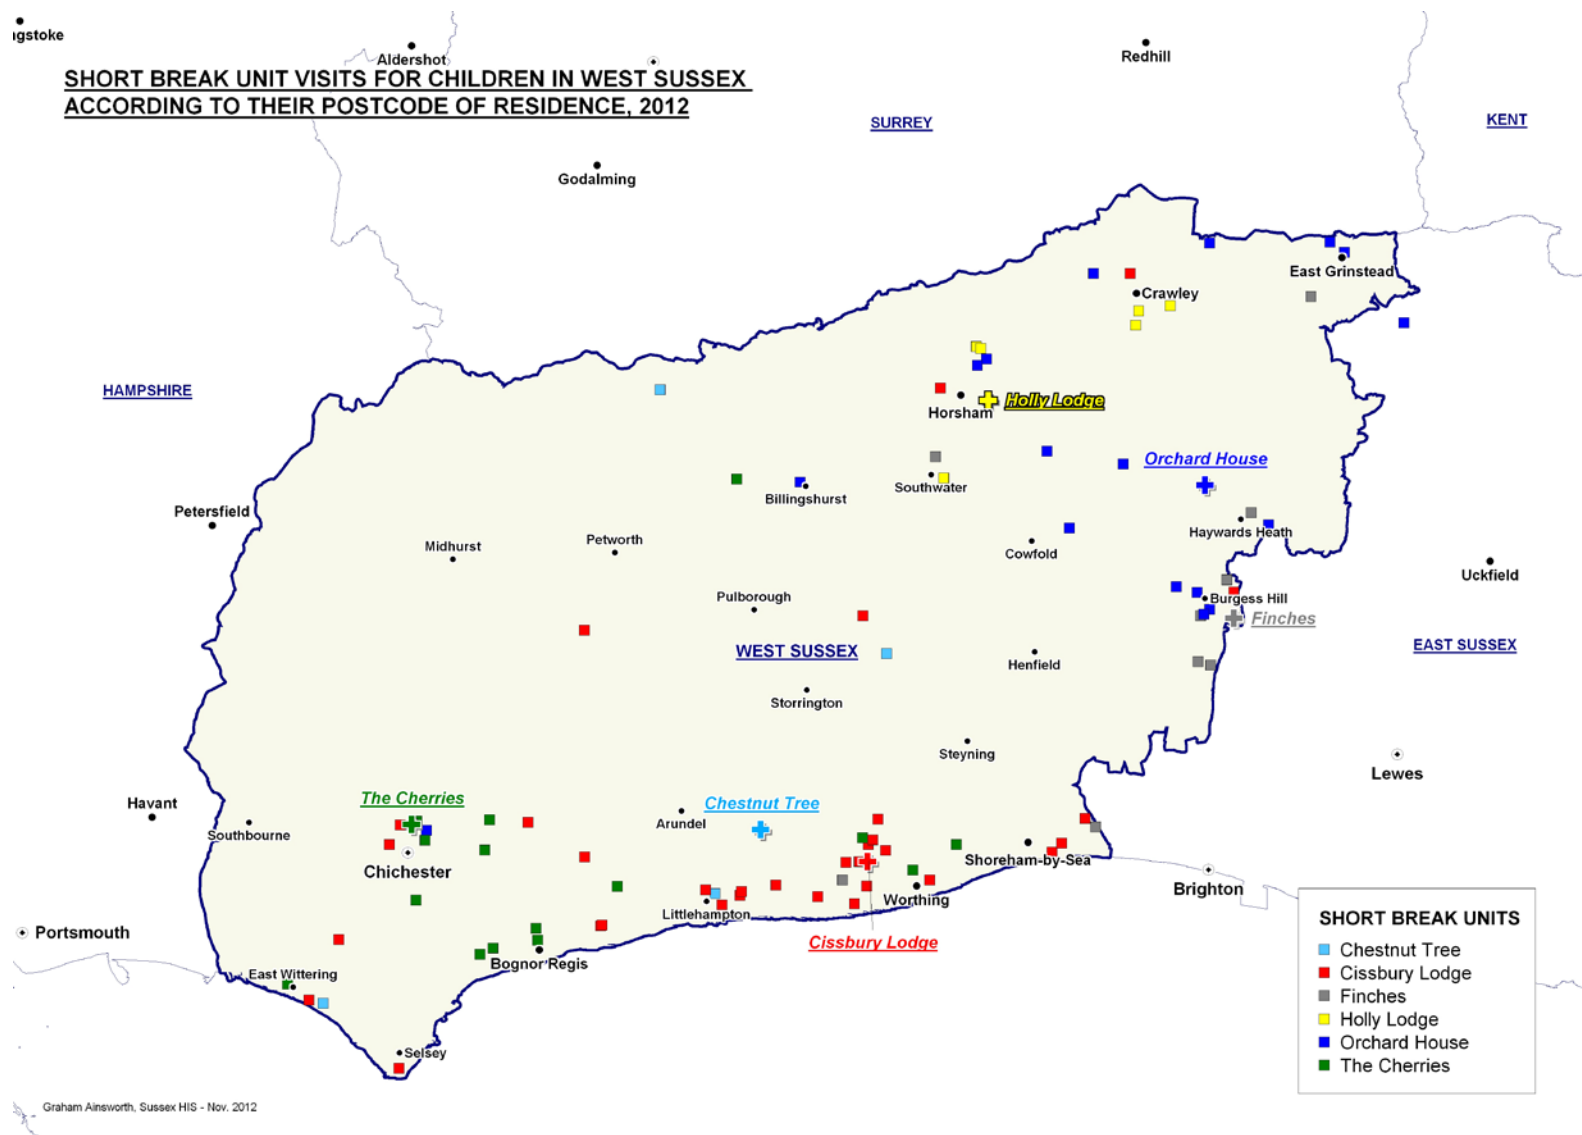 ngstoke
Aldershot
Redhill
SHORT BREAK UNIT VISITS FOR CHILDREN IN WEST SUSSEX
ACCORDING TO THEIR POSTCODE OF RESIDENCE, 2012
SURREY
KENT
Godalming
East Grinstead
Crawley
HAMPSHIRE
Holly Lodge
Horsham
Orchard House
Southwater
Billingshurst
Petersfield
Haywards Heath
Petworth
Midhurst
Cowfold
Uckfield
Pulborough
Burgess Hill
Finches
WEST SUSSEX
EAST SUSSEX
Henfield
Storrington
Steyning
Lewes
The Cherries
Chestnut Tree
Havant
Arundel
Southbourne
Shoreham-by-Sea
Chichester
Brighton
Worthing
Littlehampton
SHORT BREAK UNITS
Portsmouth
Cissbury Lodge
Chestnut Tree
Bognor Regis
East Wittering
Cissbury Lodge
Finches
Holly Lodge
Orchard House
Selsey
The Cherries
Graham Ainsworth, Sussex HIS - Nov. 2012